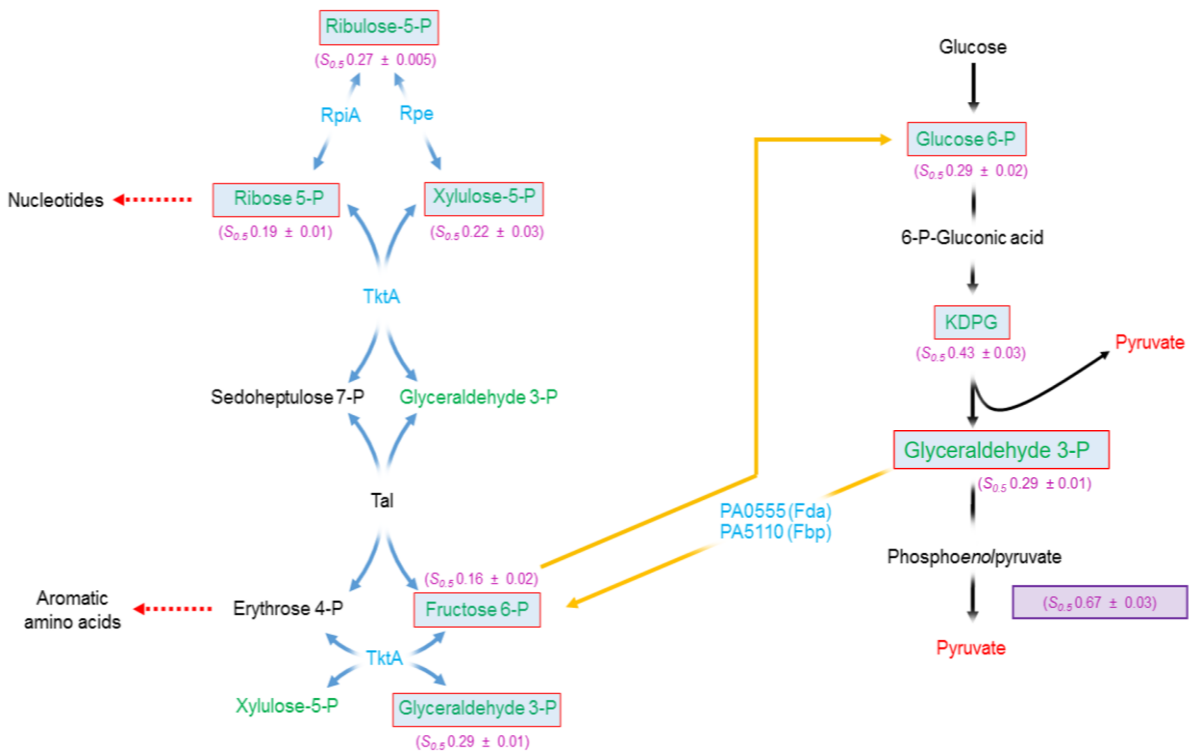 Ribulose-5-P
(S0.5 0.27 ± 0.005)
RpiA
Rpe
Nucleotides
Ribose 5-P
(S0.5 0.19 ± 0.01)
Xylulose-5-P
(S0.5 0.22 ± 0.03)
TktA
Sedoheptulose 7-P
Glyceraldehyde 3-P
Tal
(S0.5 0.16 ± 0.02)
Aromatic
amino acids
Erythrose 4-P
Fructose 6-P
TktA
Xylulose-5-P
Glyceraldehyde 3-P
(S0.5 0.29 ± 0.01)
Glucose
Glucose 6-P
(S0.5 0.29 ± 0.02)
6-P-Gluconic acid
KDPG
(S0.5 0.43 ± 0.03)
Pyruvate
Glyceraldehyde 3-P
(S0.5 0.29 ± 0.01)
PA0555 (Fda)
PA5110 (Fbp)
Phosphoenolpyruvate
(S0.5 0.67 ± 0.03)
Pyruvate